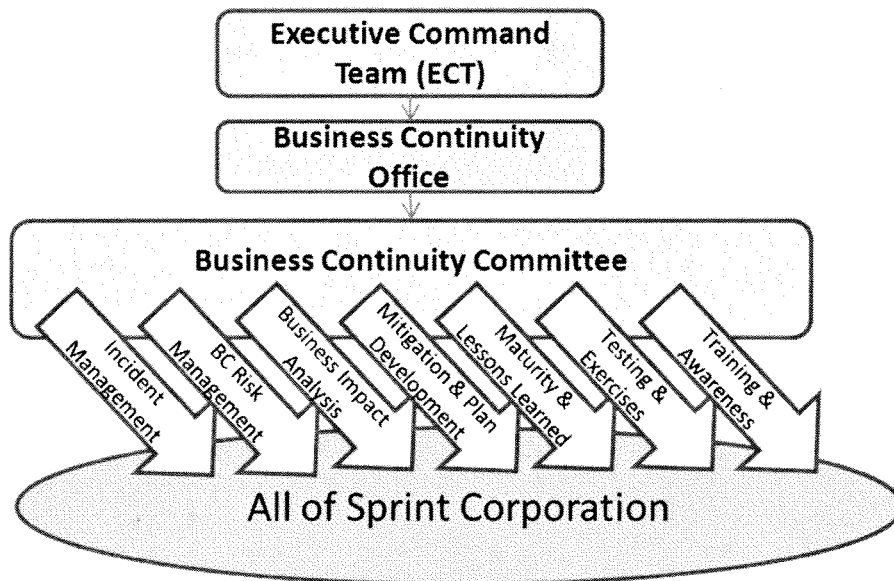 Executive Command
Team (ECT)
Business Continuity
Office
Business Continuity Committee
Incident
Management
BC Risk
Management
Business Impact
Analysis
Mitigation & Plan
Development
Maturity &
Lessons Learned
Testing &
Exercises
Training &
Awareness
All of Sprint Corporation